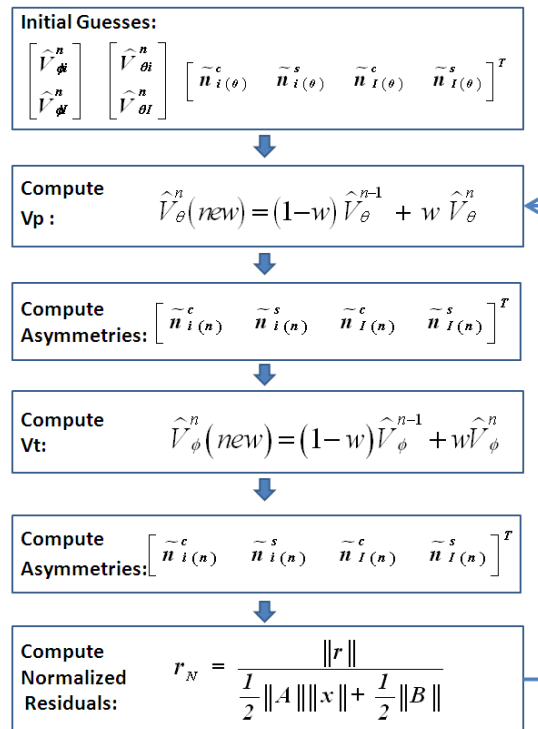 Initial Guesses:
[V̂ⁿ_ϕi V̂ⁿ_ϕI] [V̂ⁿ_θi V̂ⁿ_θI] [ñᶜ_i(θ) ñˢ_i(θ) ñᶜ_I(θ) ñˢ_I(θ)]ᵀ
Compute
Vp : V̂ⁿ_θ(new) = (1−w) V̂ⁿ⁻¹_θ + w V̂ⁿ_θ
Compute
Asymmetries: [ñᶜ_i(n) ñˢ_i(n) ñᶜ_I(n) ñˢ_I(n)]ᵀ
Compute
Vt: V̂ⁿ_ϕ(new) = (1−w)V̂ⁿ⁻¹_ϕ + wV̂ⁿ_ϕ
Compute
Asymmetries: [ñᶜ_i(n) ñˢ_i(n) ñᶜ_I(n) ñˢ_I(n)]ᵀ
Compute
Normalized
Residuals: r_N = ‖r‖ / (1/2 ‖A‖‖x‖ + 1/2 ‖B‖)